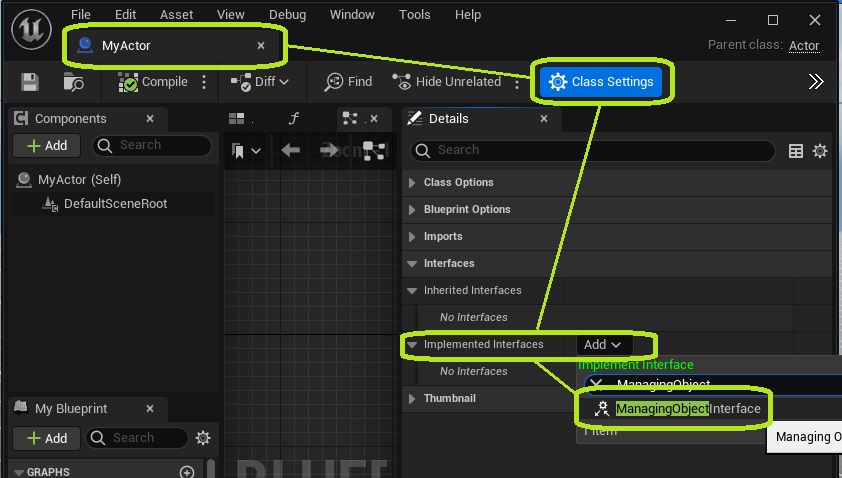 File Edit Asset View Debug Window Tools Help
MyActor
Parent class: Actor
Compile Diff Find Hide Unrelated Class Settings
Components
Details
Add Search
Search
MyActor (Self)
DefaultSceneRoot
Class Options
Blueprint Options
Imports
Interfaces
Inherited Interfaces
No Interfaces
Implemented Interfaces Add
Implement Interface
No Interfaces
ManagingObject
Thumbnail
ManagingObjectInterface
1 item
Managing O
My Blueprint
Add Search
GRAPHS